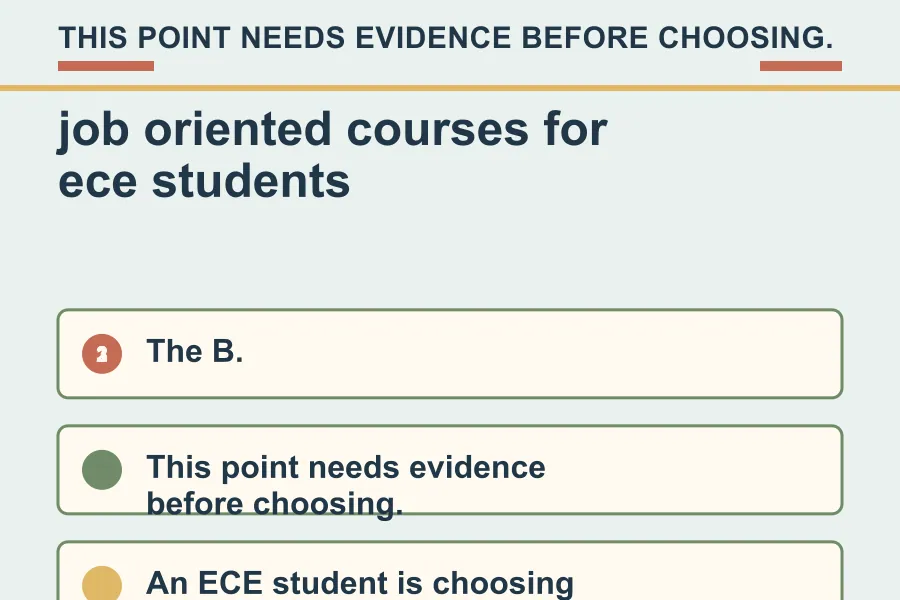 THIS POINT NEEDS EVIDENCE BEFORE CHOOSING.
job oriented courses for
ece students
The B.
This point needs evidence
before choosing.
An ECE student is choosing